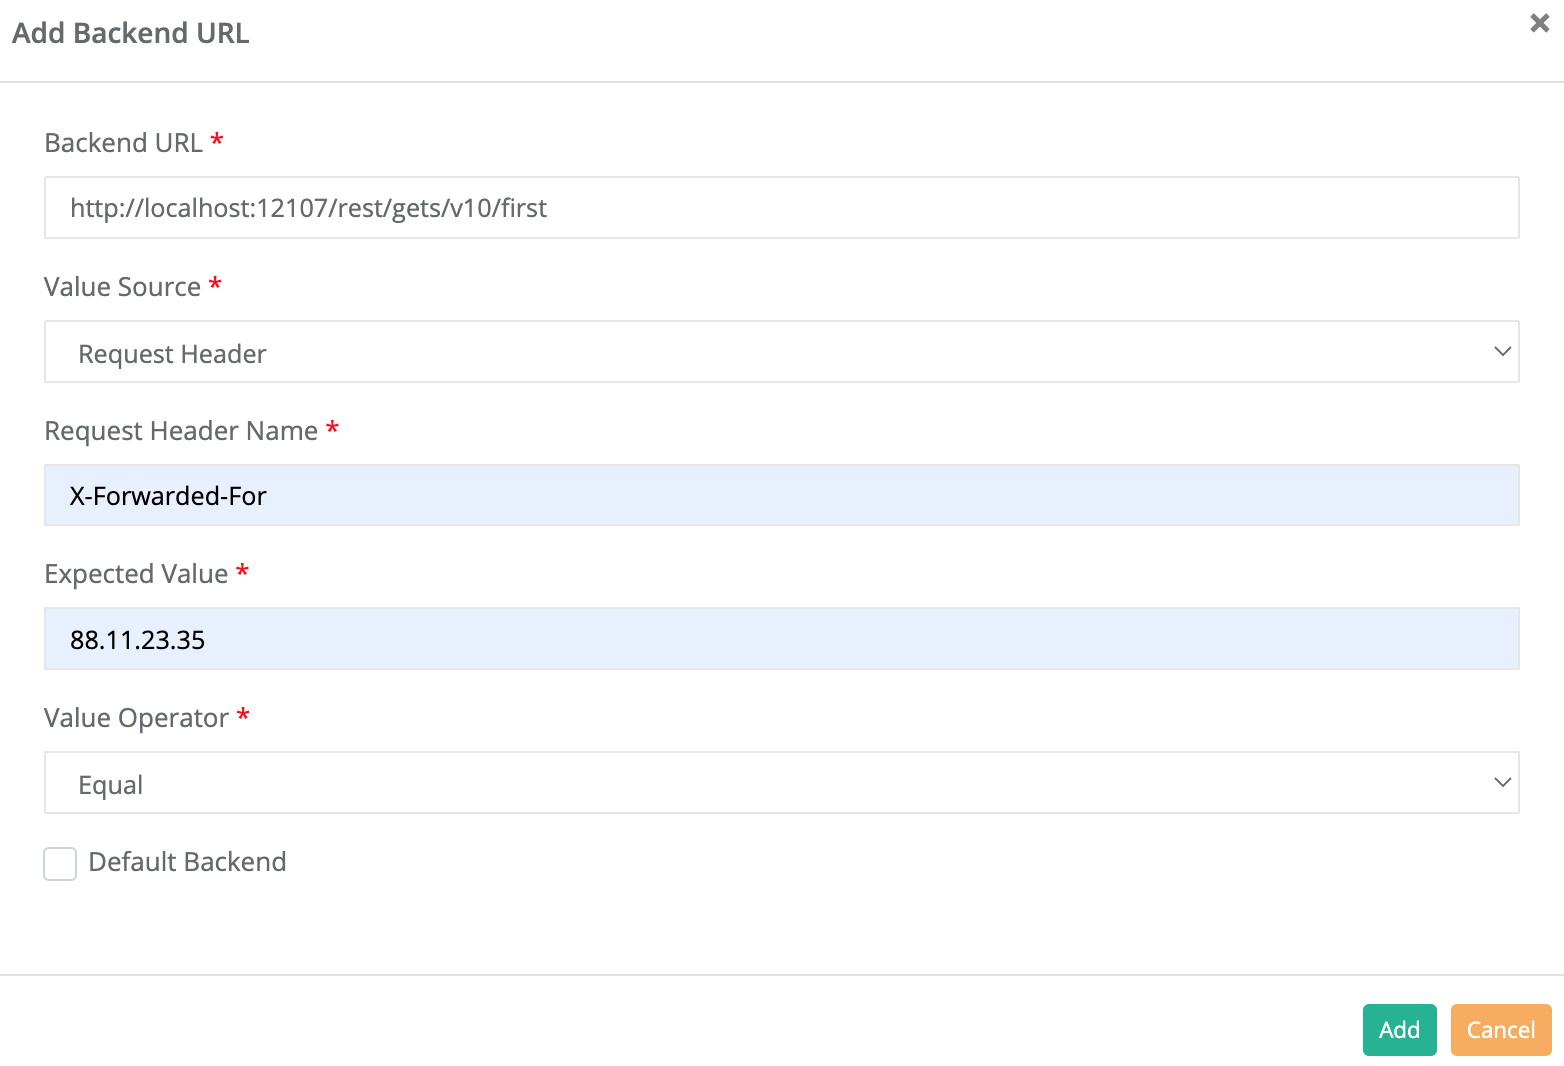 Add Backend URL
Backend URL *
http://localhost:12107/rest/gets/v10/first
Value Source *
Request Header
Request Header Name *
X-Forwarded-For
Expected Value *
88.11.23.35
Value Operator *
Equal
Default Backend
Add Cancel